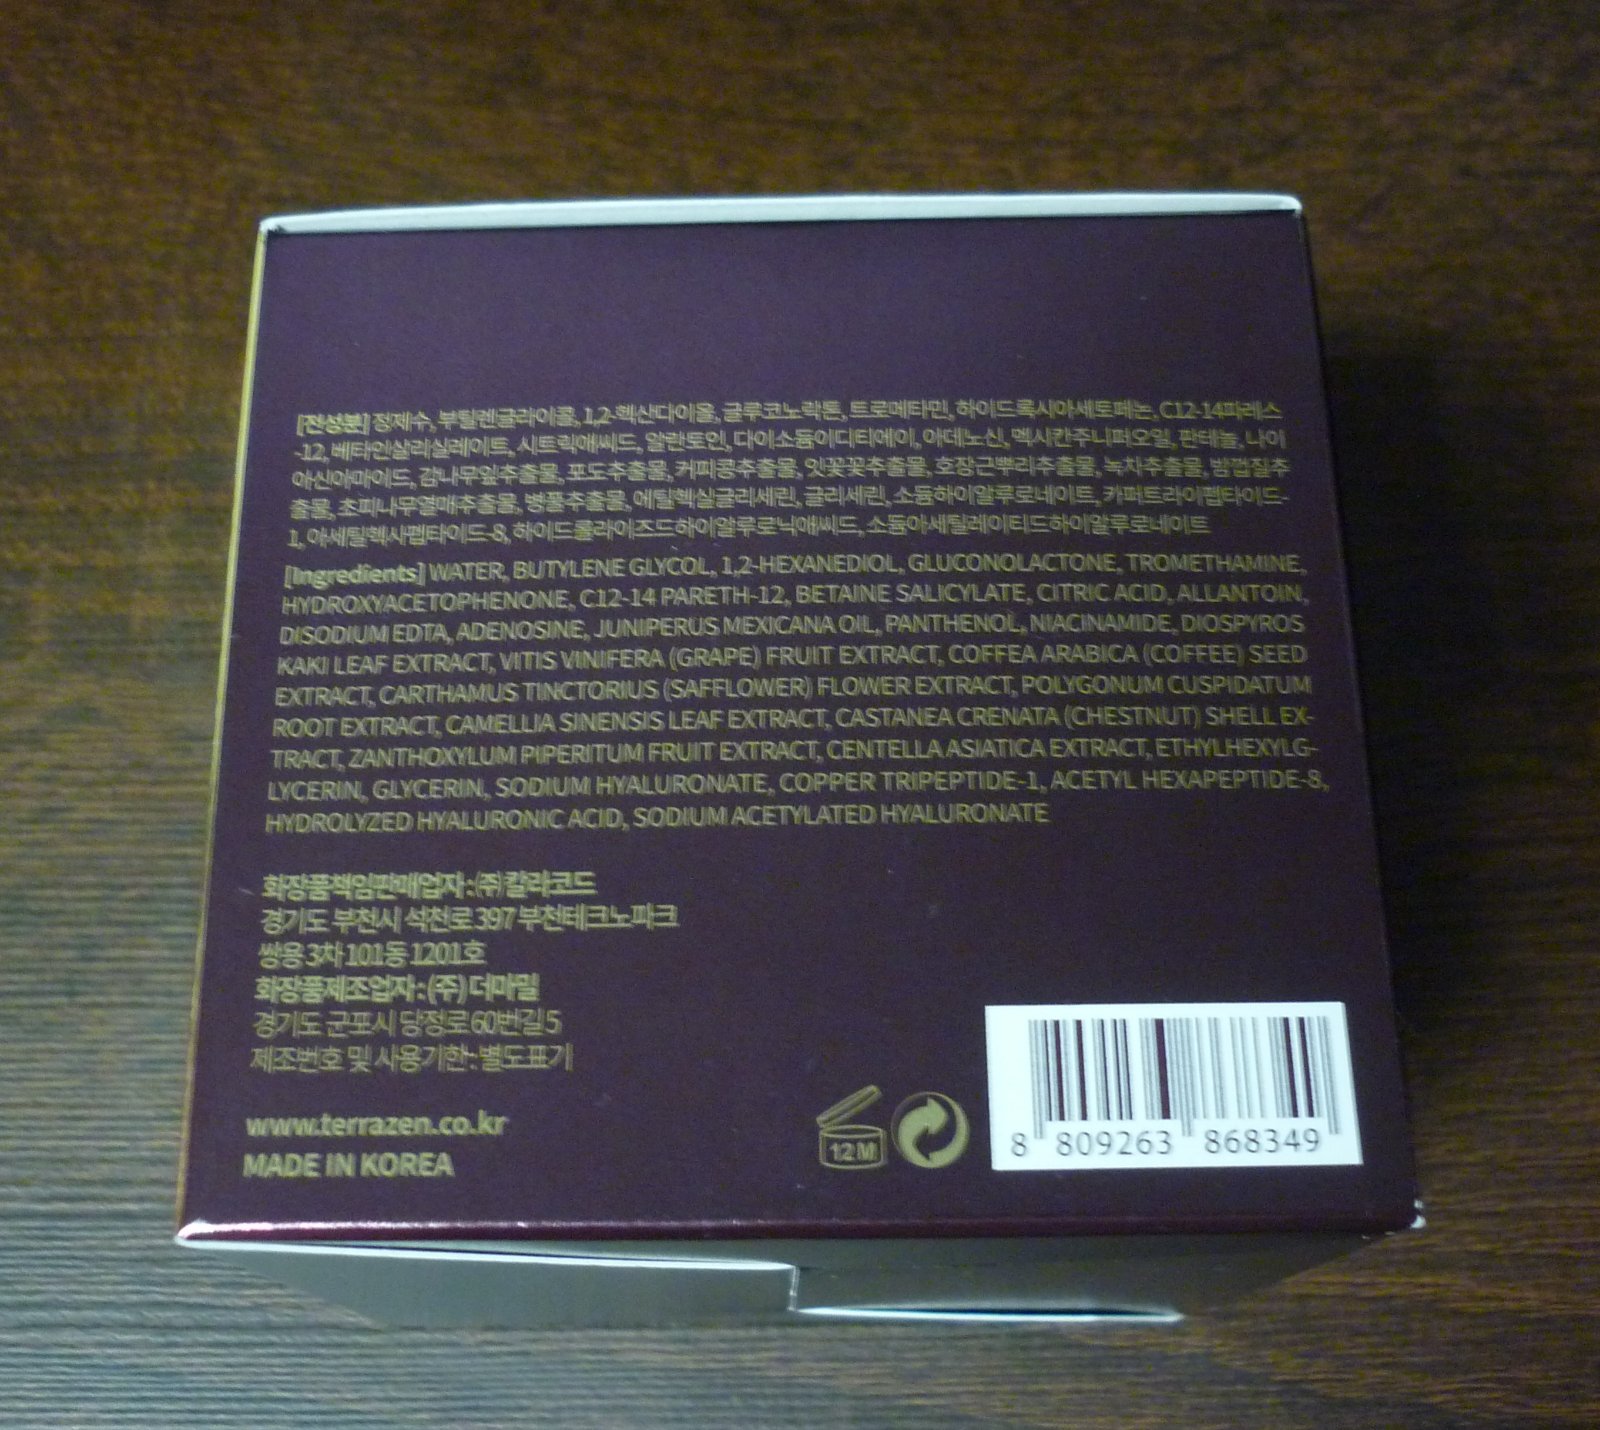 [전성분] 정제수, 부틸렌글라이콜, 1,2-헥산다이올, 글루코노락톤, 트로메타민, 하이드록시아세토페논, C12-14파레스
-12, 베타인살리실레이트, 시트릭애씨드, 알란토인, 다이소듐이디티에이, 아데노신, 멕시칸주니퍼오일, 판테놀, 나이
아신아마이드, 감나무잎추출물, 포도추출물, 커피콩추출물, 잇꽃꽃추출물, 호장근뿌리추출물, 녹차추출물, 밤껍질추
출물, 초피나무열매추출물, 병풀추출물, 에틸헥실글리세린, 글리세린, 소듐하이알루로네이트, 카퍼트라이펩타이드-
1, 아세틸헥사펩타이드-8, 하이드롤라이즈드하이알루로닉애씨드, 소듐아세틸레이티드하이알루로네이트
[Ingredients] WATER, BUTYLENE GLYCOL, 1,2-HEXANEDIOL, GLUCONOLACTONE, TROMETHAMINE,
HYDROXYACETOPHENONE, C12-14 PARETH-12, BETAINE SALICYLATE, CITRIC ACID, ALLANTOIN,
DISODIUM EDTA, ADENOSINE, JUNIPERUS MEXICANA OIL, PANTHENOL, NIACINAMIDE, DIOSPYROS
KAKI LEAF EXTRACT, VITIS VINIFERA (GRAPE) FRUIT EXTRACT, COFFEA ARABICA (COFFEE) SEED
EXTRACT, CARTHAMUS TINCTORIUS (SAFFLOWER) FLOWER EXTRACT, POLYGONUM CUSPIDATUM
ROOT EXTRACT, CAMELLIA SINENSIS LEAF EXTRACT, CASTANEA CRENATA (CHESTNUT) SHELL EX-
TRACT, ZANTHOXYLUM PIPERITUM FRUIT EXTRACT, CENTELLA ASIATICA EXTRACT, ETHYLHEXYLG-
LYCERIN, GLYCERIN, SODIUM HYALURONATE, COPPER TRIPEPTIDE-1, ACETYL HEXAPEPTIDE-8,
HYDROLYZED HYALURONIC ACID, SODIUM ACETYLATED HYALURONATE
화장품책임판매업자 : (주) 칼라코드
경기도 부천시 석천로 397 부천테크노파크
쌍용 3차 101동 1201호
화장품제조업자 : (주) 더마밀
경기도 군포시 당정로 60번길 5
제조번호 및 사용기한 : 별도표기
www.terrazen.co.kr
MADE IN KOREA
12 M
8 809263 868349